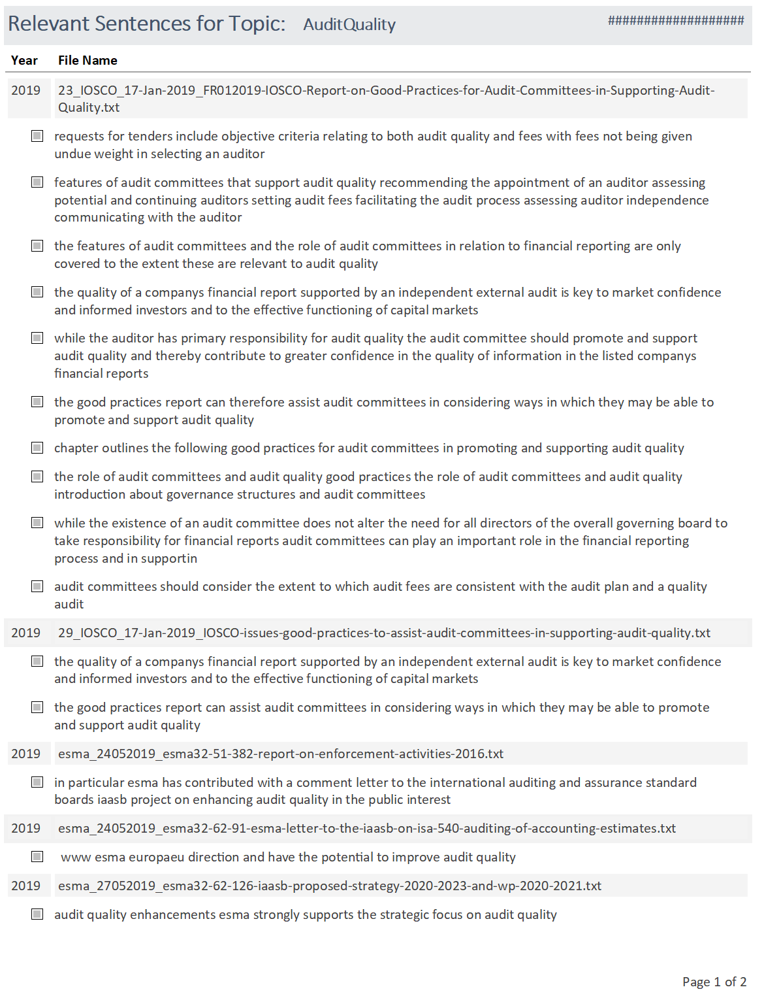 Relevant Sentences for Topic: AuditQuality ###################
Year File Name
2019 23_IOSCO_17-Jan-2019_FR012019-IOSCO-Report-on-Good-Practices-for-Audit-Committees-in-Supporting-Audit-
Quality.txt
requests for tenders include objective criteria relating to both audit quality and fees with fees not being given
undue weight in selecting an auditor
features of audit committees that support audit quality recommending the appointment of an auditor assessing
potential and continuing auditors setting audit fees facilitating the audit process assessing auditor independence
communicating with the auditor
the features of audit committees and the role of audit committees in relation to financial reporting are only
covered to the extent these are relevant to audit quality
the quality of a companys financial report supported by an independent external audit is key to market confidence
and informed investors and to the effective functioning of capital markets
while the auditor has primary responsibility for audit quality the audit committee should promote and support
audit quality and thereby contribute to greater confidence in the quality of information in the listed companys
financial reports
the good practices report can therefore assist audit committees in considering ways in which they may be able to
promote and support audit quality
chapter outlines the following good practices for audit committees in promoting and supporting audit quality
the role of audit committees and audit quality good practices the role of audit committees and audit quality
introduction about governance structures and audit committees
while the existence of an audit committee does not alter the need for all directors of the overall governing board to
take responsibility for financial reports audit committees can play an important role in the financial reporting
process and in supportin
audit committees should consider the extent to which audit fees are consistent with the audit plan and a quality
audit
2019 29_IOSCO_17-Jan-2019_IOSCO-issues-good-practices-to-assist-audit-committees-in-supporting-audit-quality.txt
the quality of a companys financial report supported by an independent external audit is key to market confidence
and informed investors and to the effective functioning of capital markets
the good practices report can assist audit committees in considering ways in which they may be able to promote
and support audit quality
2019 esma_24052019_esma32-51-382-report-on-enforcement-activities-2016.txt
in particular esma has contributed with a comment letter to the international auditing and assurance standard
boards iaasb project on enhancing audit quality in the public interest
2019 esma_24052019_esma32-62-91-esma-letter-to-the-iaasb-on-isa-540-auditing-of-accounting-estimates.txt
www esma europaeu direction and have the potential to improve audit quality
2019 esma_27052019_esma32-62-126-iaasb-proposed-strategy-2020-2023-and-wp-2020-2021.txt
audit quality enhancements esma strongly supports the strategic focus on audit quality
Page 1 of 2